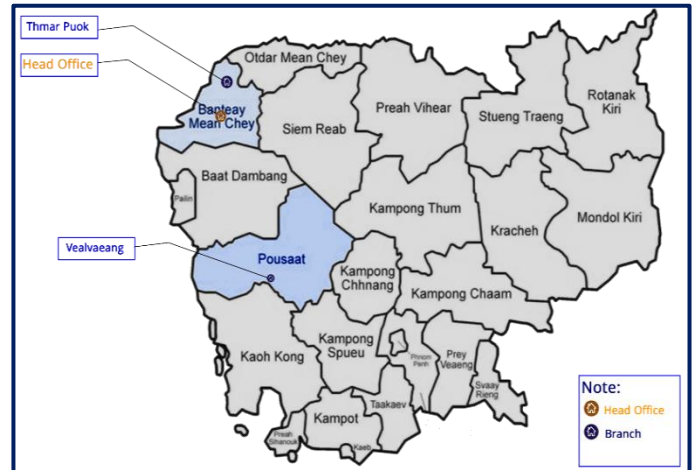 Thmar Puok
Head Office
Otdar Mean Chey
Banteay
Mean Chey
Siem Reab
Preah Vihear
Stueng Traeng
Rotanak
Kiri
Baat Dambang
Pailin
Kampong Thum
Kracheh
Mondol Kiri
Vealvaeang
Pousaat
Kampong
Chhnang
Kampong Chaam
Kaoh Kong
Kampong
Spueu
Phnom
Penh
Prey
Veaeng
Svaay
Rieng
Taakaev
Kampot
Preah
Sihanouk
Kaeb
Note:
Head Office
Branch